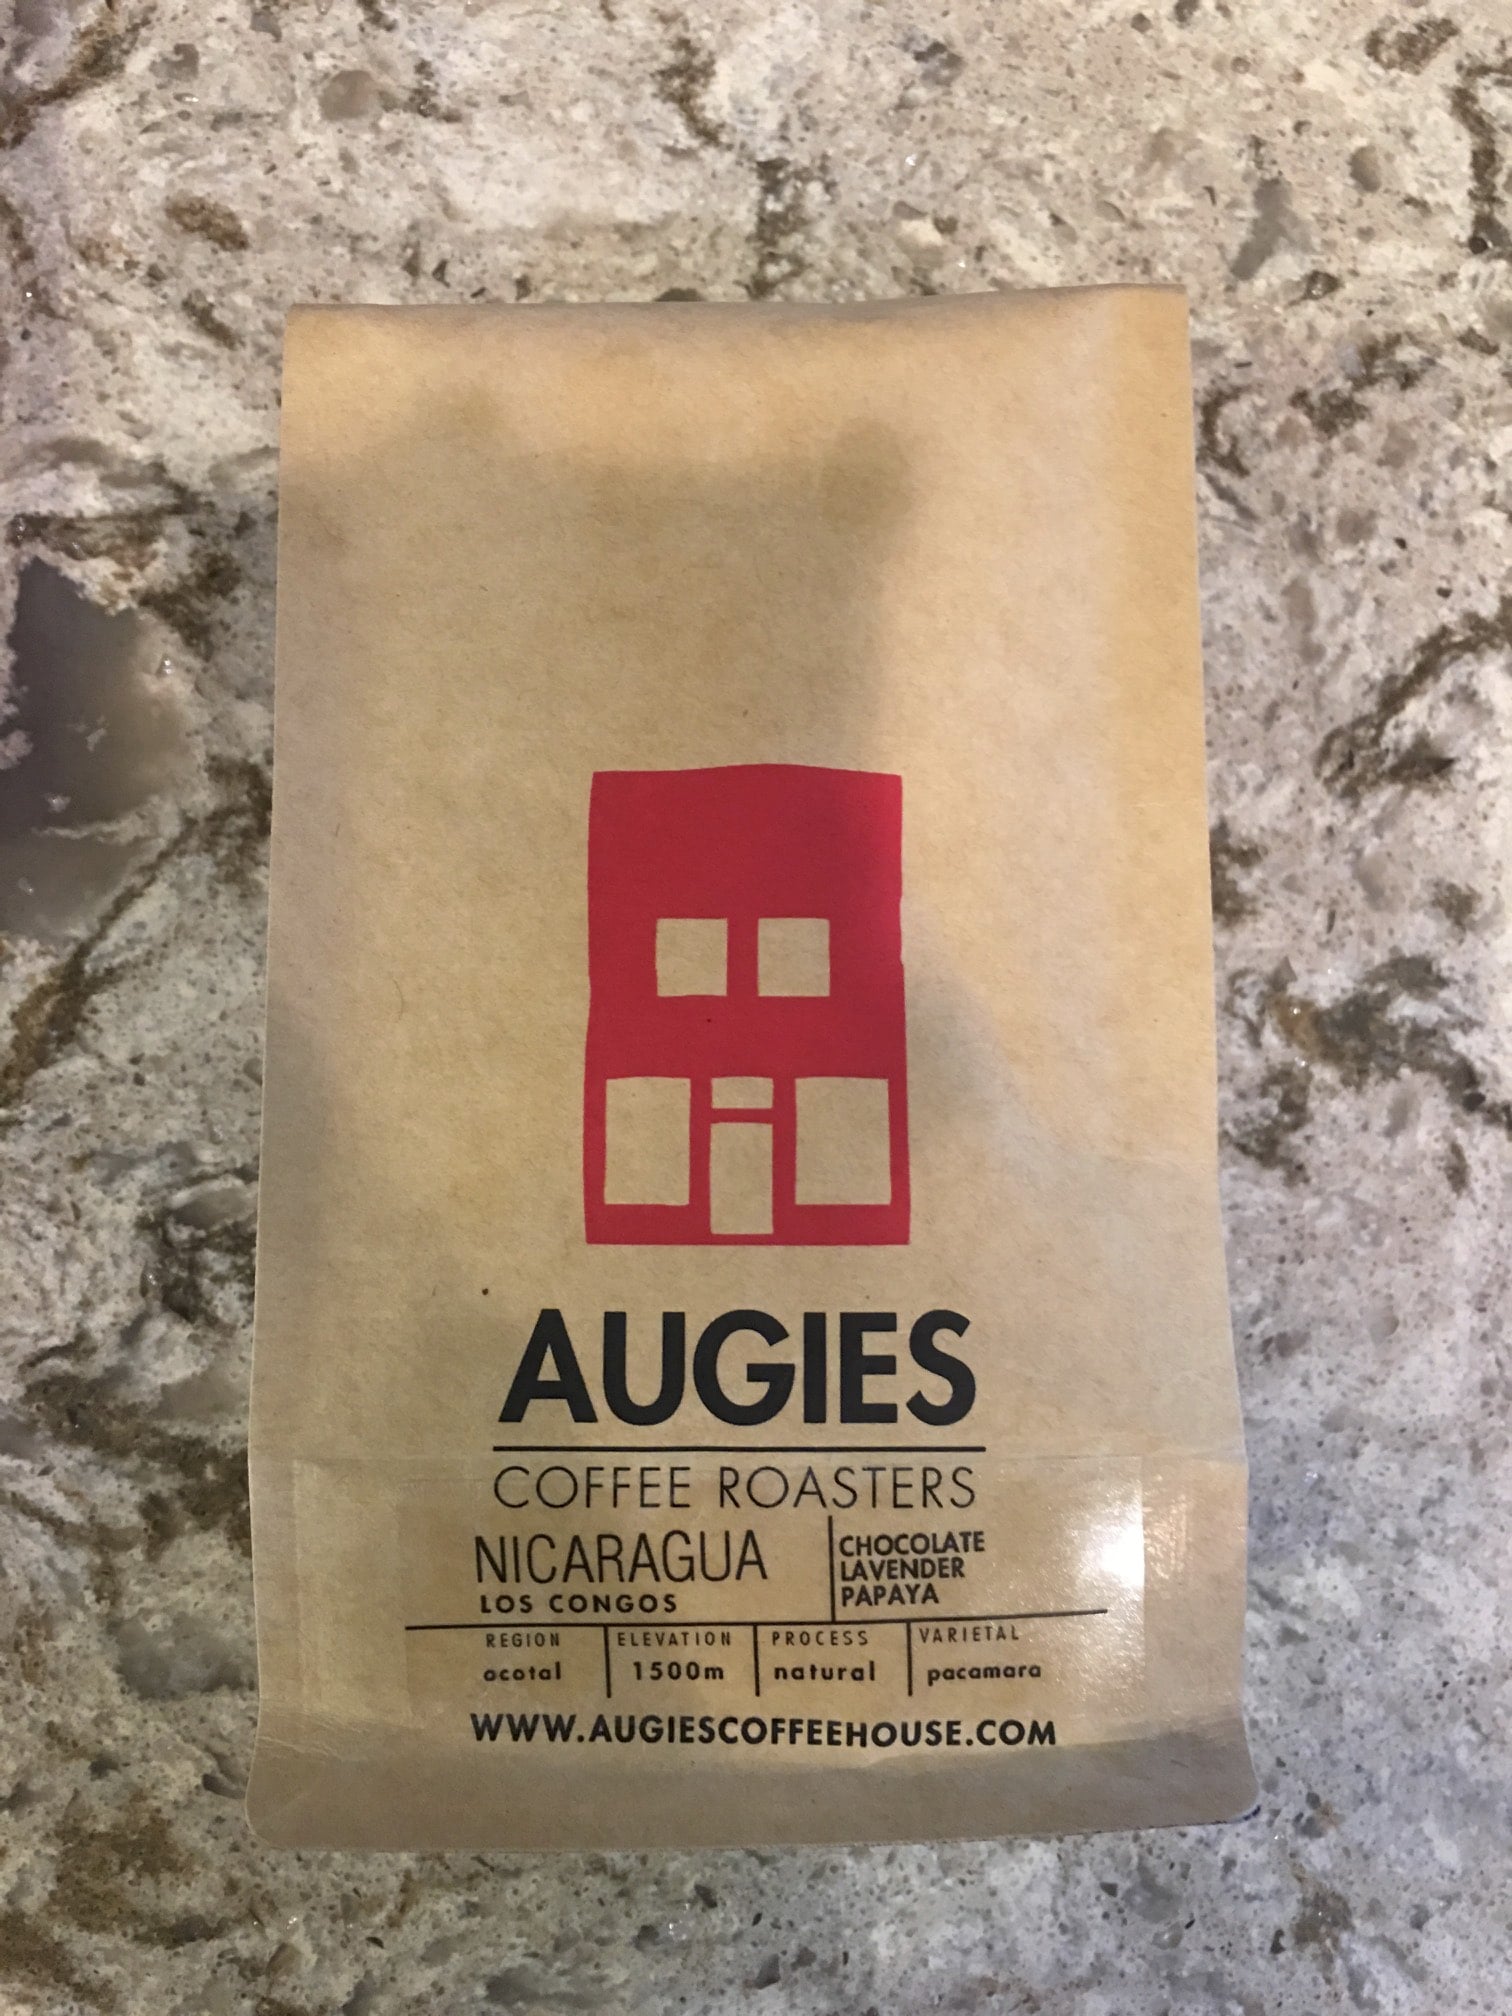 AUGIES
COFFEE ROASTERS
NICARAGUA
LOS CONGOS
CHOCOLATE
LAVENDER
PAPAYA
REGION ELEVATION PROCESS VARIETAL
ocotal 1500m natural pacamara
WWW.AUGIESCOFFEEHOUSE.COM